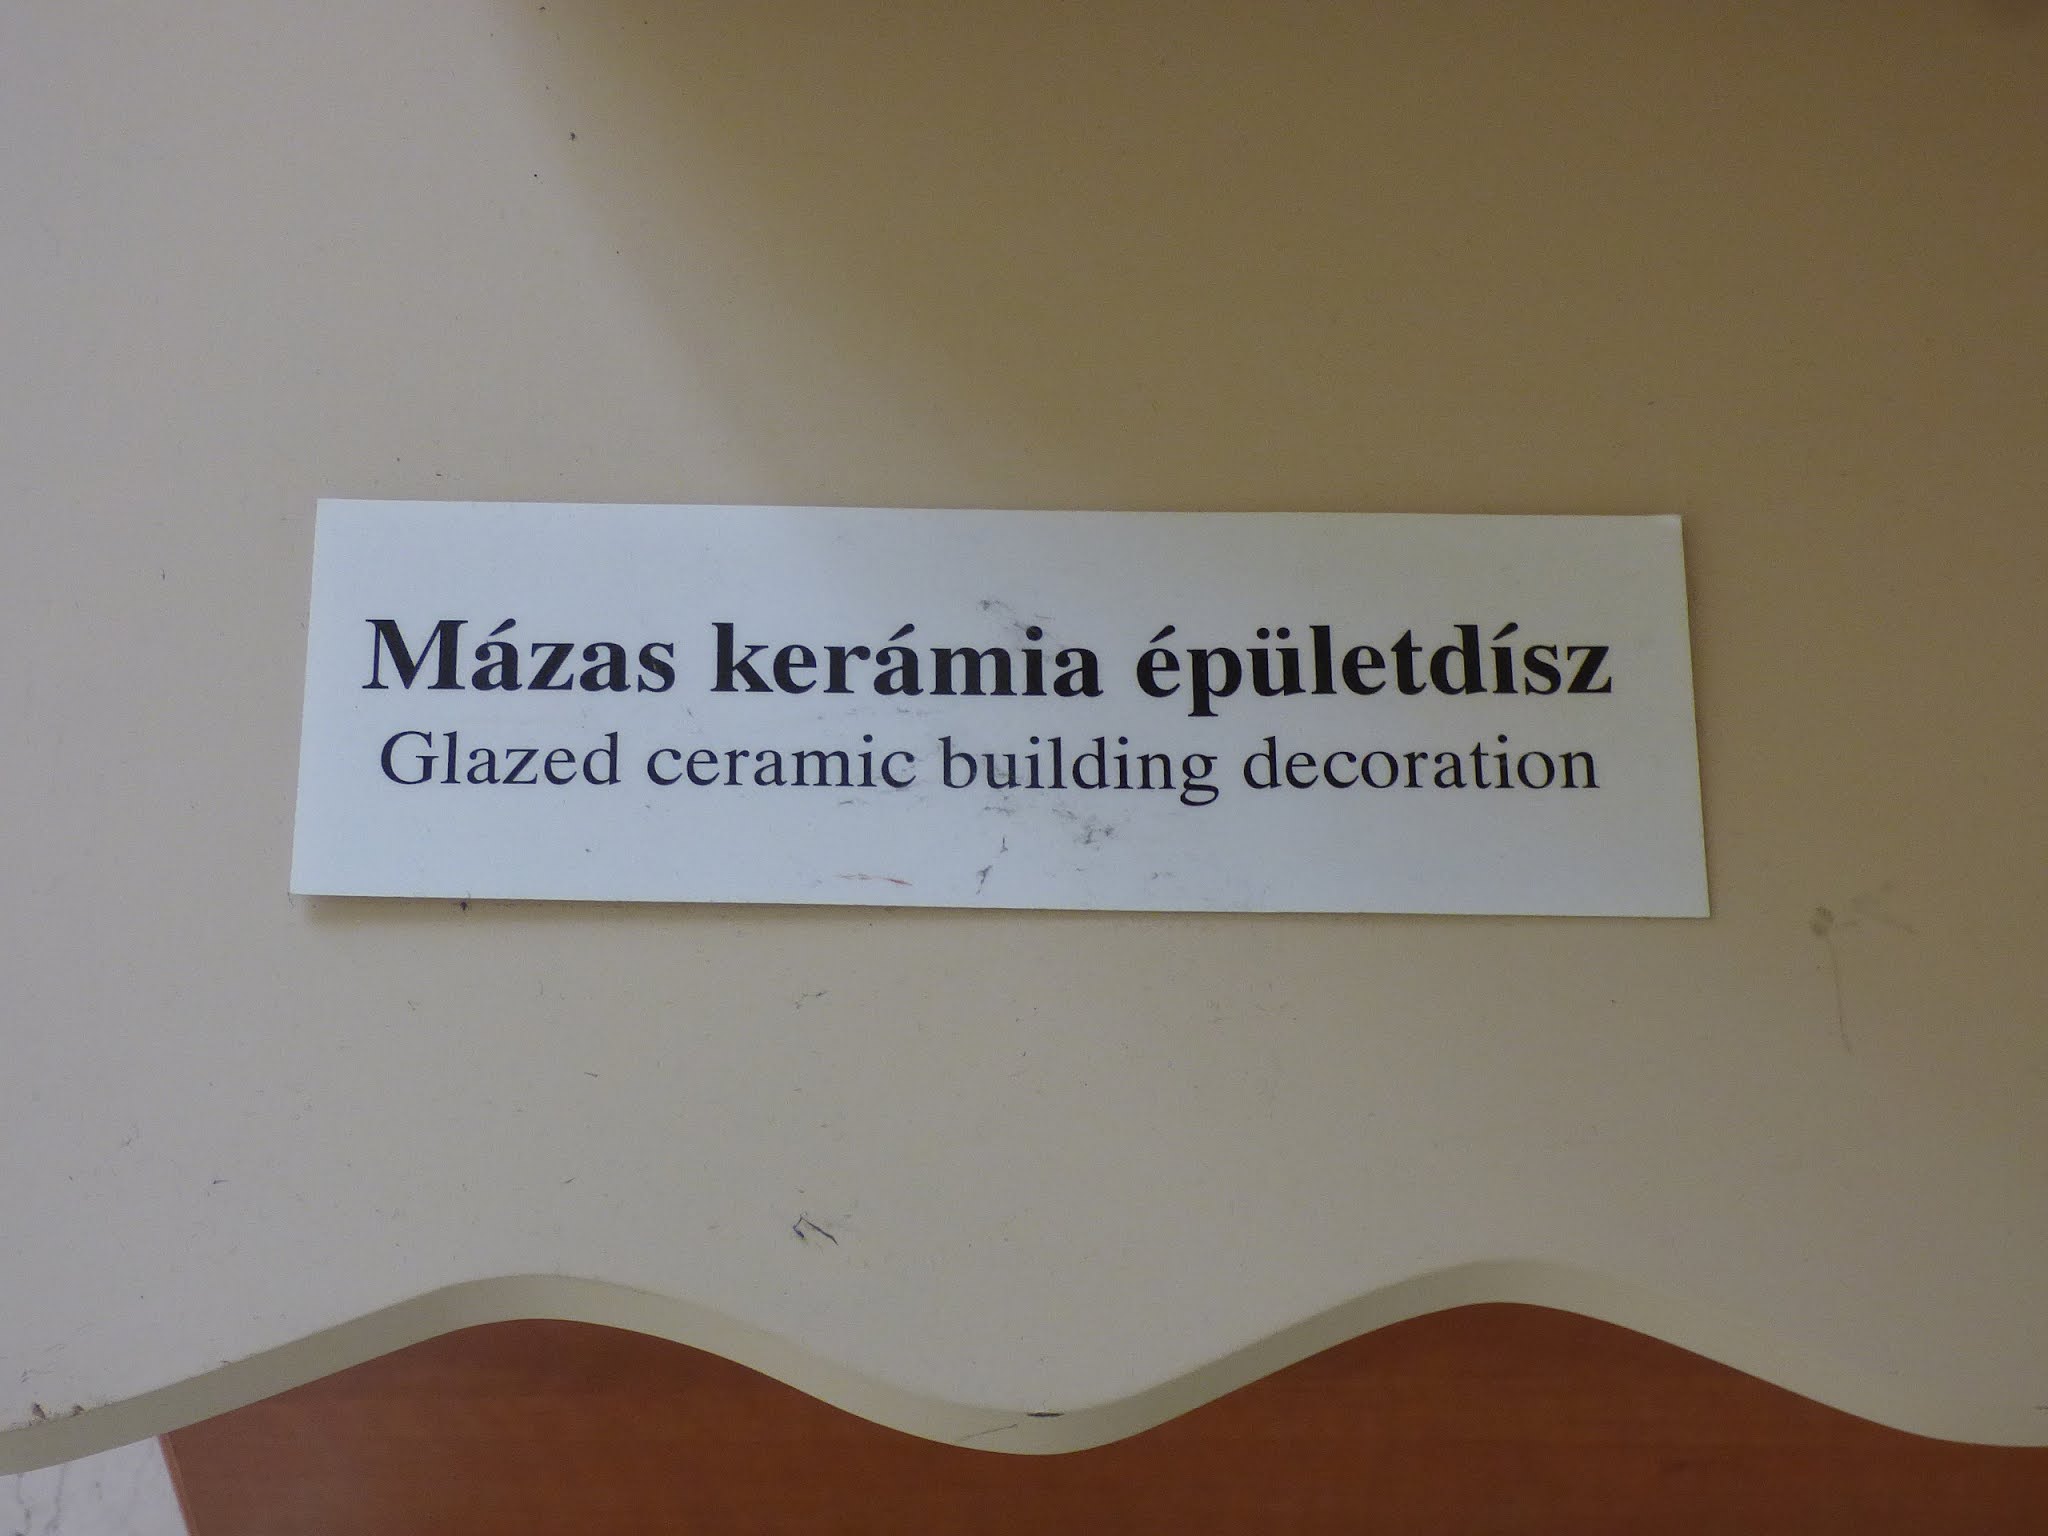 Mázas kerámia épületdísz
Glazed ceramic building decoration